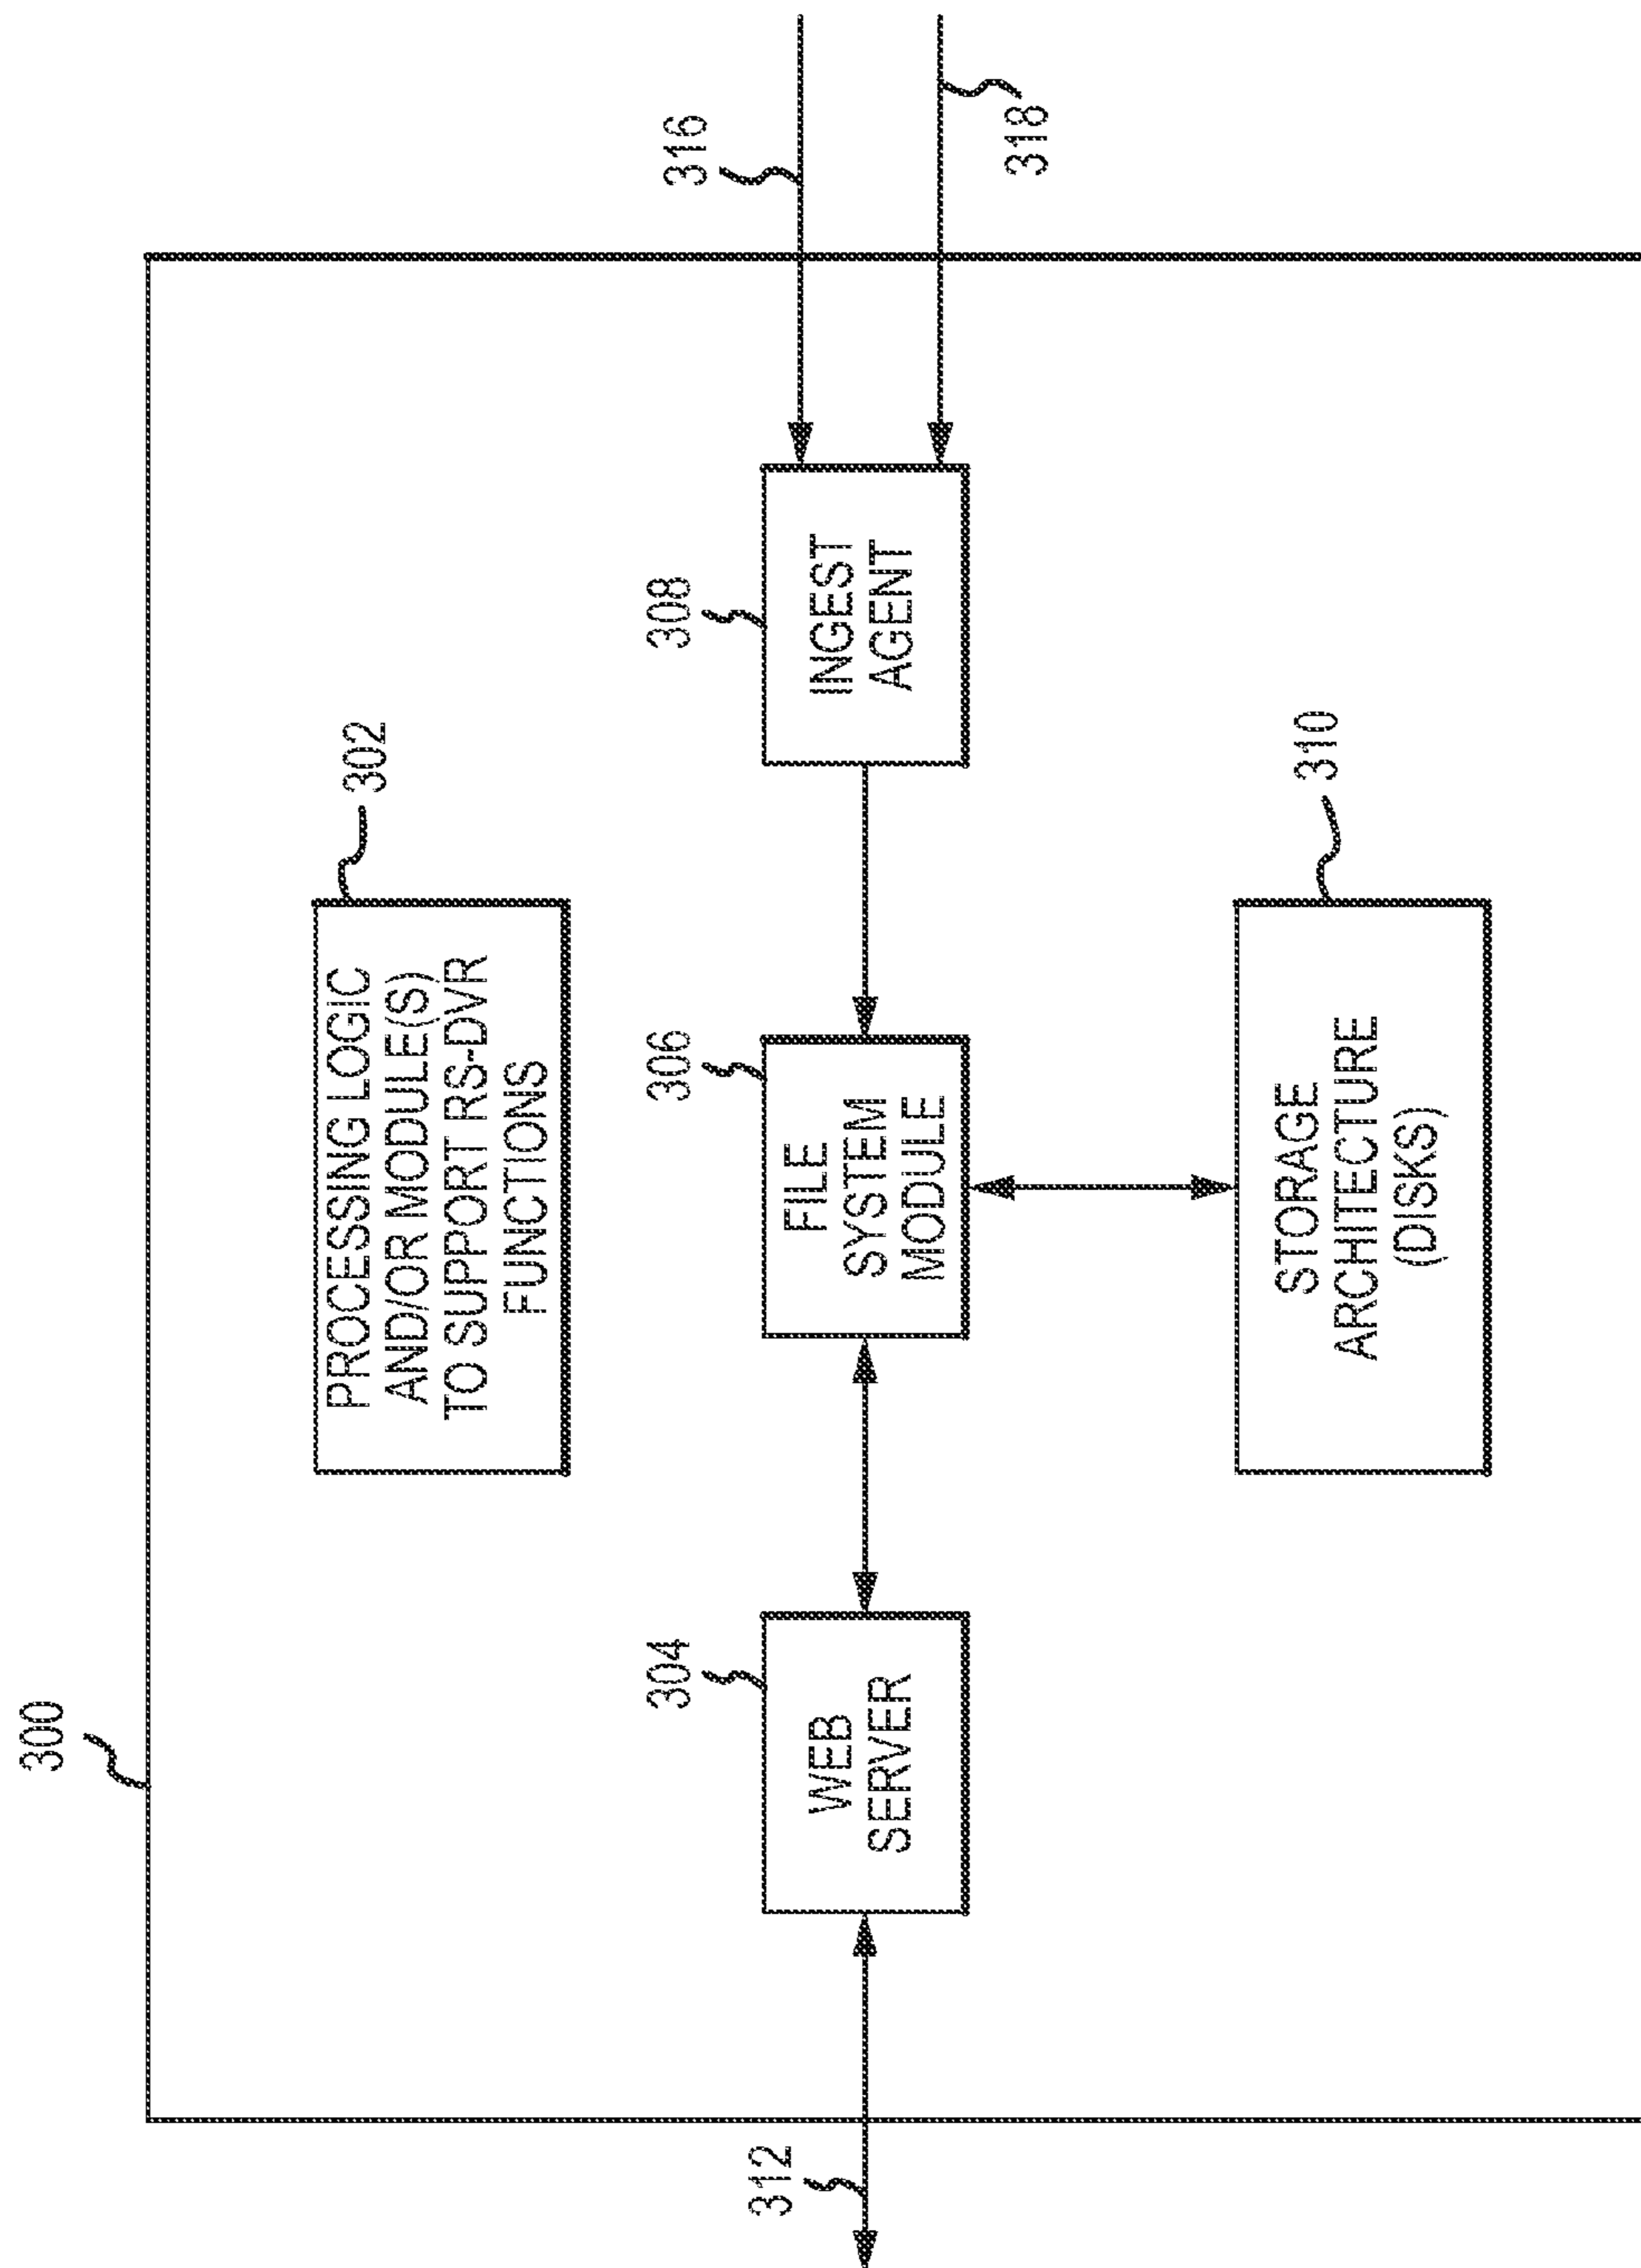 300
302
PROCESSING LOGIC
AND/OR MODULE(S)
TO SUPPORT RS-DVR
FUNCTIONS
312
304
WEB
SERVER
306
FILE
SYSTEM
MODULE
308
INGEST
AGENT
316
318
310
STORAGE
ARCHITECTURE
(DISKS)